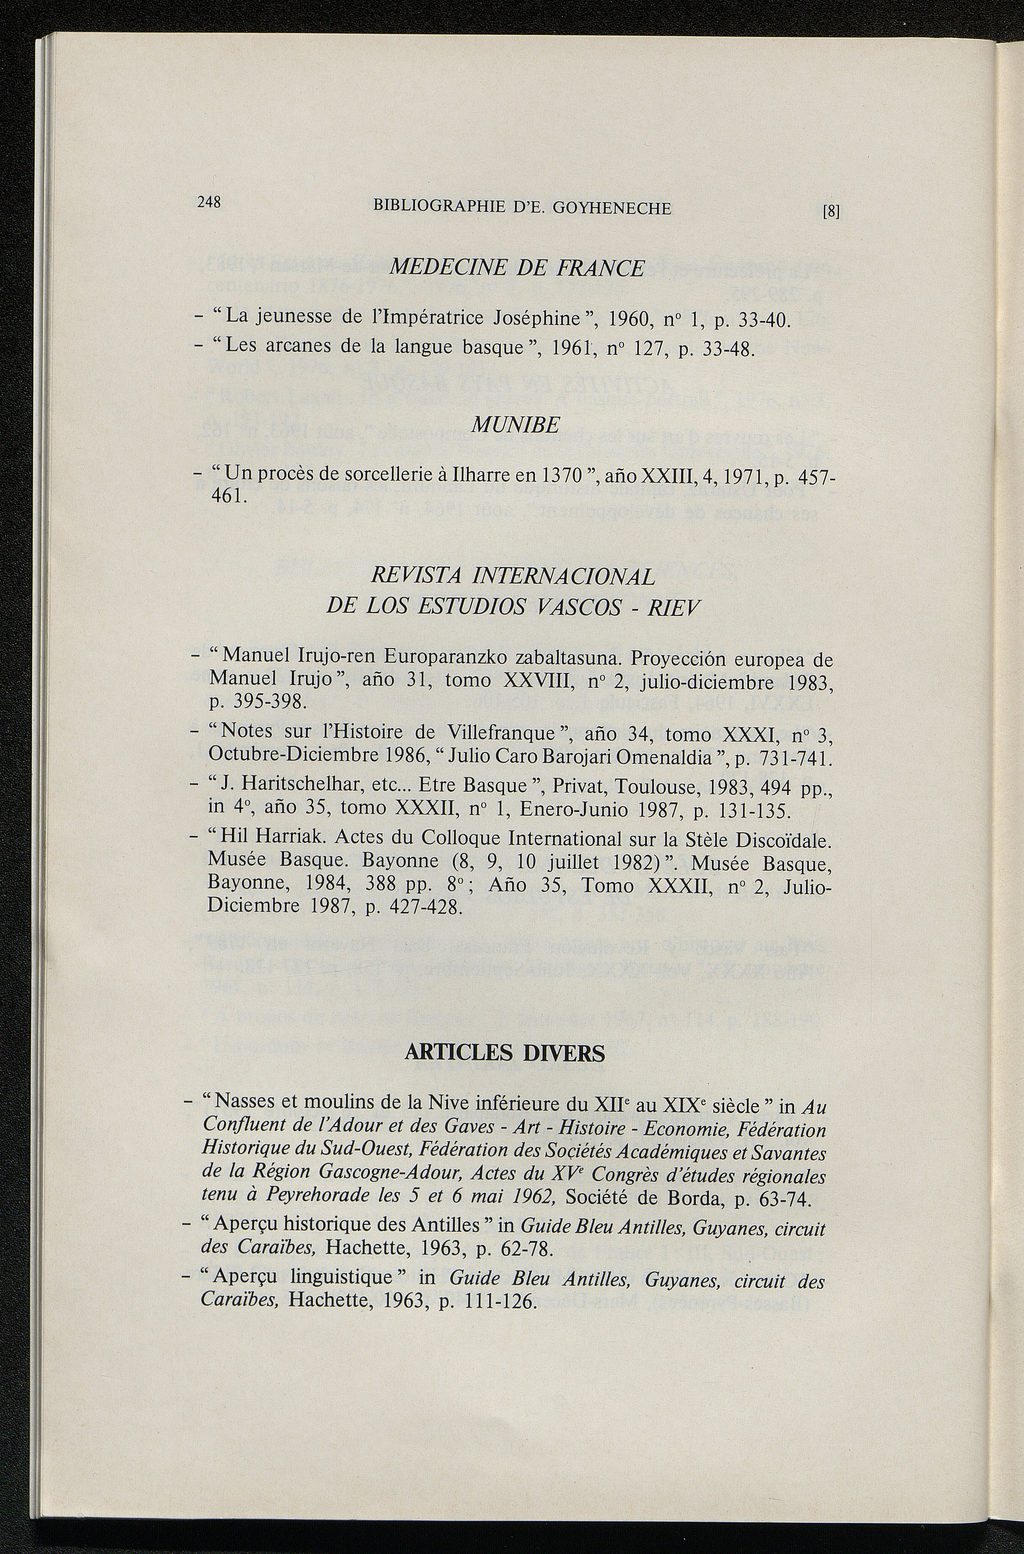 248 BIBLIOGRAPHIE D'E. GOYHENECHE [8]
MEDECINE DE FRANCE
- “La jeunesse de l'Impératrice Joséphine”, 1960, n° 1, p. 33-40.
- “Les arcanes de la langue basque”, 1961, n° 127, p. 33-48.
MUNIBE
- “Un procès de sorcellerie à Ilharre en 1370”, año XXIII, 4, 1971, p. 457-
461.
REVISTA INTERNACIONAL
DE LOS ESTUDIOS VASCOS - RIEV
- “Manuel Irujo-ren Europaranzko zabaltasuna. Proyección europea de
Manuel Irujo”, año 31, tomo XXVIII, n° 2, julio-diciembre 1983,
p. 395-398.
- “Notes sur l'Histoire de Villefranque”, año 34, tomo XXXI, n° 3,
Octubre-Diciembre 1986, “Julio Caro Barojari Omenaldia”, p. 731-741.
- “J. Haritschelhar, etc... Etre Basque”, Privat, Toulouse, 1983, 494 pp.,
in 4°, año 35, tomo XXXII, n° 1, Enero-Junio 1987, p. 131-135.
- “Hil Harriak. Actes du Colloque International sur la Stèle Discoïdale.
Musée Basque. Bayonne (8, 9, 10 juillet 1982)”. Musée Basque,
Bayonne, 1984, 388 pp. 8°; Año 35, Tomo XXXII, n° 2, Julio-
Diciembre 1987, p. 427-428.
ARTICLES DIVERS
- “Nasses et moulins de la Nive inférieure du XIIe au XIXe siècle” in Au
Confluent de l'Adour et des Gaves - Art - Histoire - Economie, Fédération
Historique du Sud-Ouest, Fédération des Sociétés Académiques et Savantes
de la Région Gascogne-Adour, Actes du XVe Congrès d'études régionales
tenu à Peyrehorade les 5 et 6 mai 1962, Société de Borda, p. 63-74.
- “Aperçu historique des Antilles” in Guide Bleu Antilles, Guyanes, circuit
des Caraïbes, Hachette, 1963, p. 62-78.
- “Aperçu linguistique” in Guide Bleu Antilles, Guyanes, circuit des
Caraïbes, Hachette, 1963, p. 111-126.